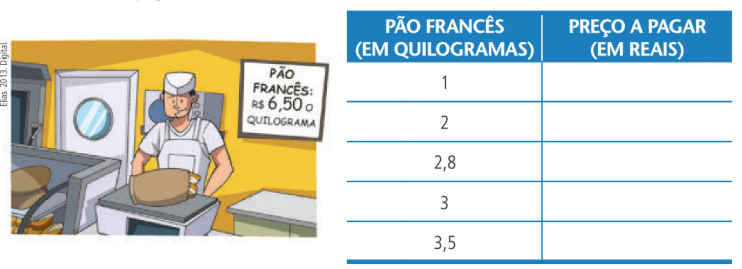 Elias. 2013. Digital.
PÃO
FRANCÊS:
R$ 6,50 O
QUILOGRAMA
PÃO FRANCÊS
(EM QUILOGRAMAS)
PREÇO A PAGAR
(EM REAIS)
1
2
2,8
3
3,5